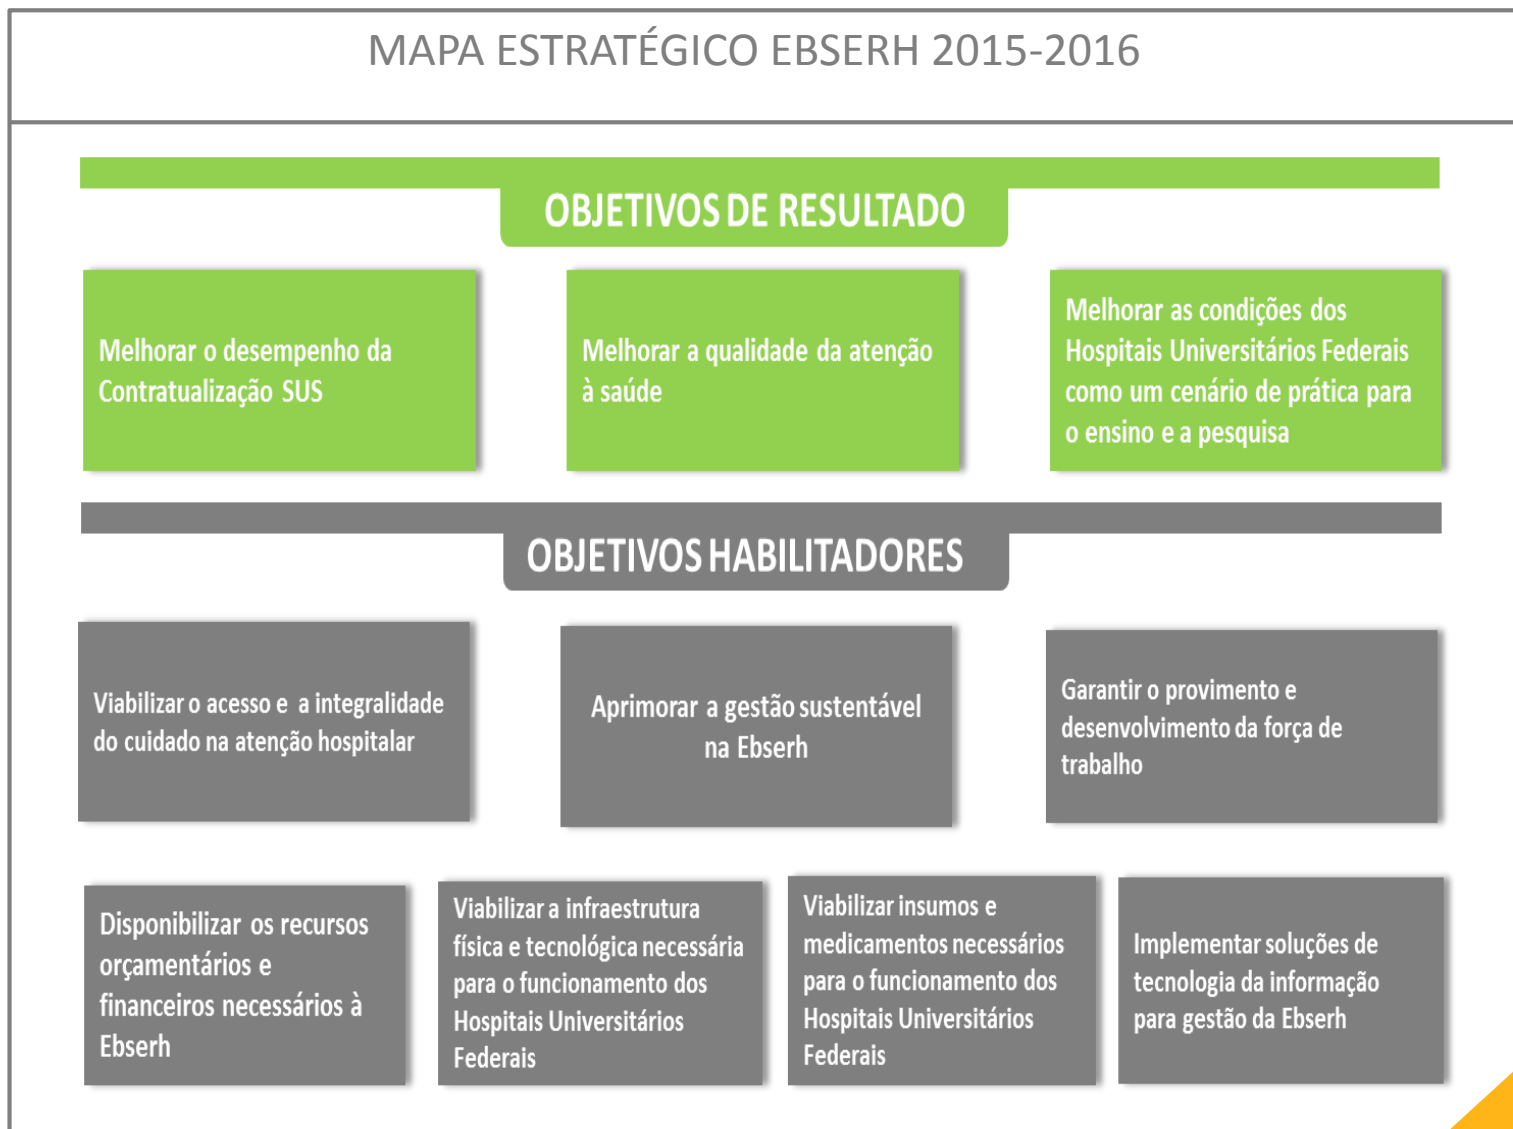 MAPA ESTRATÉGICO EBSERH 2015-2016
OBJETIVOS DE RESULTADO
Melhorar o desempenho da
Contratualização SUS
Melhorar a qualidade da atenção
à saúde
Melhorar as condições dos
Hospitais Universitários Federais
como um cenário de prática para
o ensino e a pesquisa
OBJETIVOS HABILITADORES
Viabilizar o acesso e a integralidade
do cuidado na atenção hospitalar
Aprimorar a gestão sustentável
na Ebserh
Garantir o provimento e
desenvolvimento da força de
trabalho
Disponibilizar os recursos
orçamentários e
financeiros necessários à
Ebserh
Viabilizar a infraestrutura
física e tecnológica necessária
para o funcionamento dos
Hospitais Universitários
Federais
Viabilizar insumos e
medicamentos necessários
para o funcionamento dos
Hospitais Universitários
Federais
Implementar soluções de
tecnologia da informação
para gestão da Ebserh